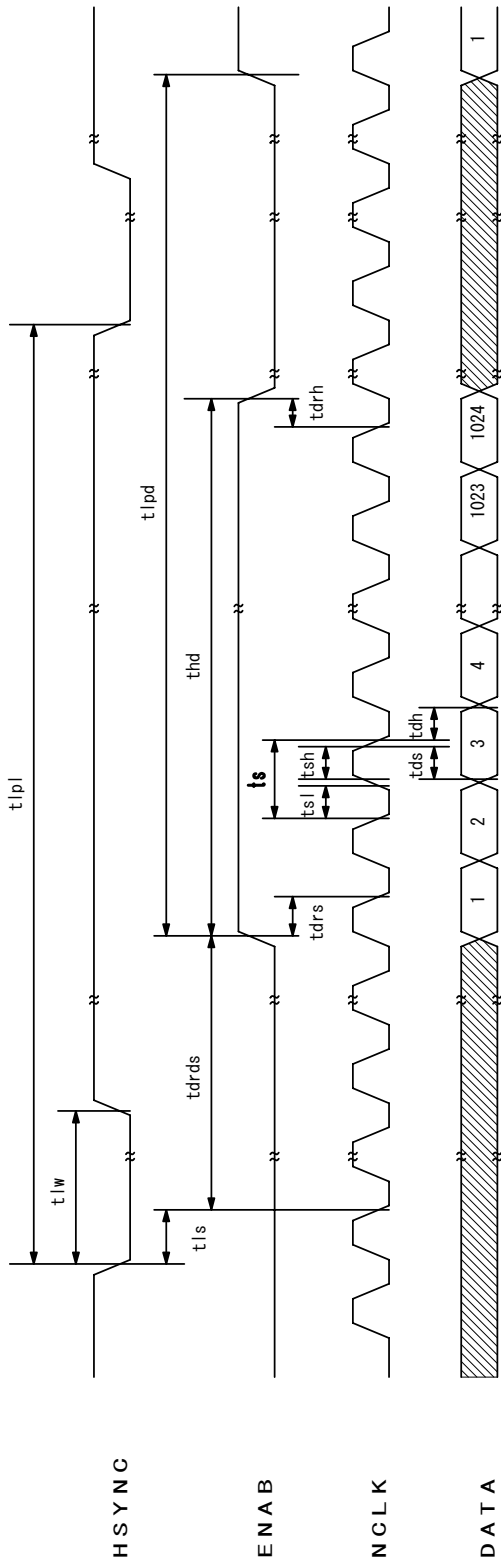 tlpl
tlw
HSYNC
tlpd
tls
tdrds
thd
ENAB
ts
tdrs
tsl
tsh
tdrh
NCLK
tds
tdh
DATA
1
2
3
4
1023
1024
1